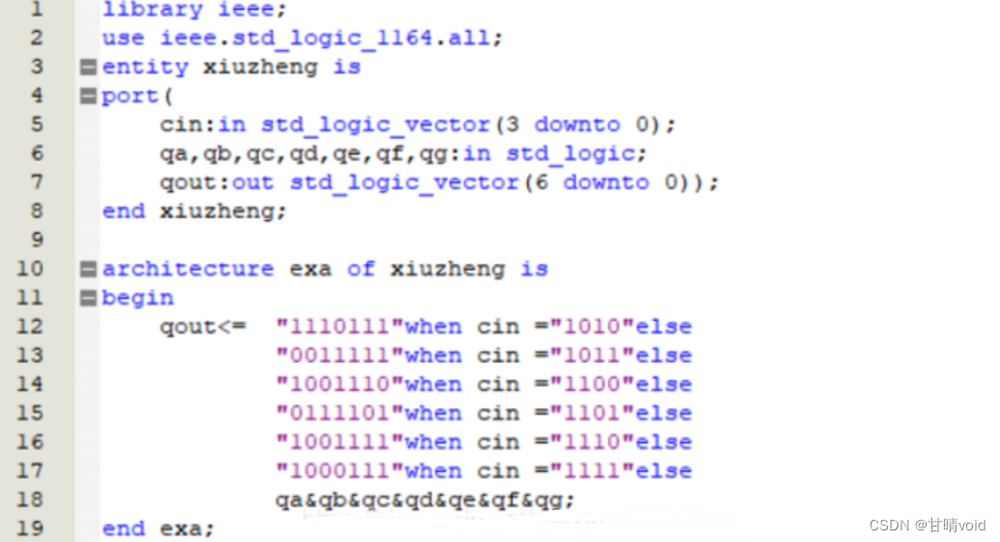 1 library ieee;
2 use ieee.std_logic_1164.all;
3 entity xiuzheng is
4 port(
5 cin:in std_logic_vector(3 downto 0);
6 qa,qb,qc,qd,qe,qf,qg:in std_logic;
7 qout:out std_logic_vector(6 downto 0));
8 end xiuzheng;
9
10 architecture exa of xiuzheng is
11 begin
12 qout<= "1110111"when cin ="1010"else
13 "0011111"when cin ="1011"else
14 "1001110"when cin ="1100"else
15 "0111101"when cin ="1101"else
16 "1001111"when cin ="1110"else
17 "1000111"when cin ="1111"else
18 qa&qb&qc&qd&qe&qf&qg;
19 end exa;
CSDN @甘晴void